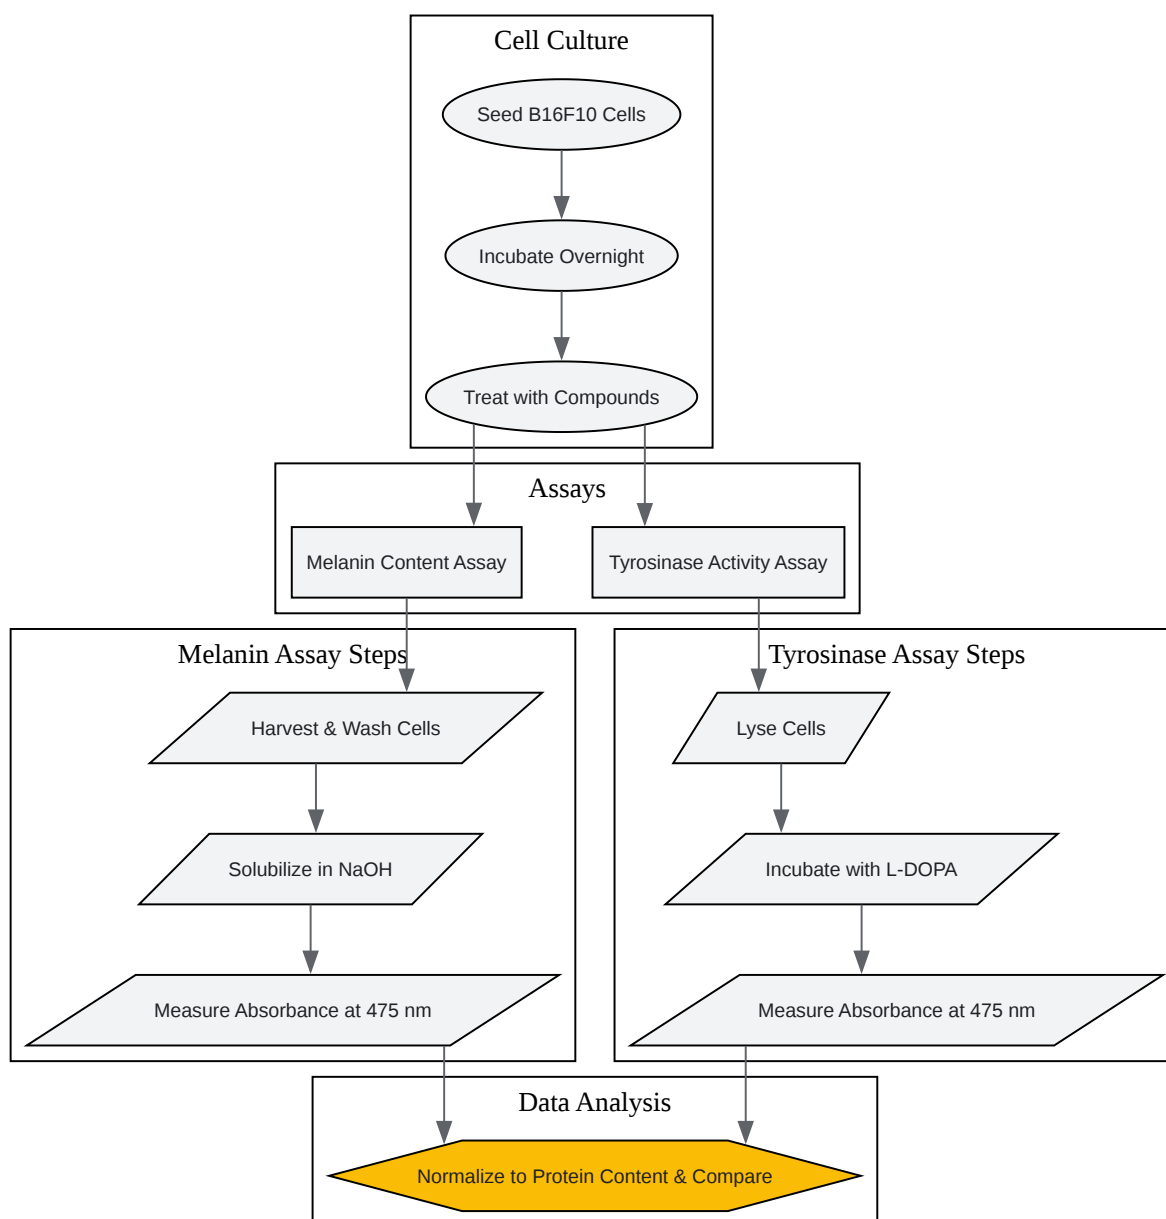 Cell Culture
Seed B16F10 Cells
Incubate Overnight
Treat with Compounds
Assays
Melanin Content Assay
Tyrosinase Activity Assay
Melanin Assay Steps
Harvest & Wash Cells
Solubilize in NaOH
Measure Absorbance at 475 nm
Tyrosinase Assay Steps
Lyse Cells
Incubate with L-DOPA
Measure Absorbance at 475 nm
Data Analysis
Normalize to Protein Content & Compare